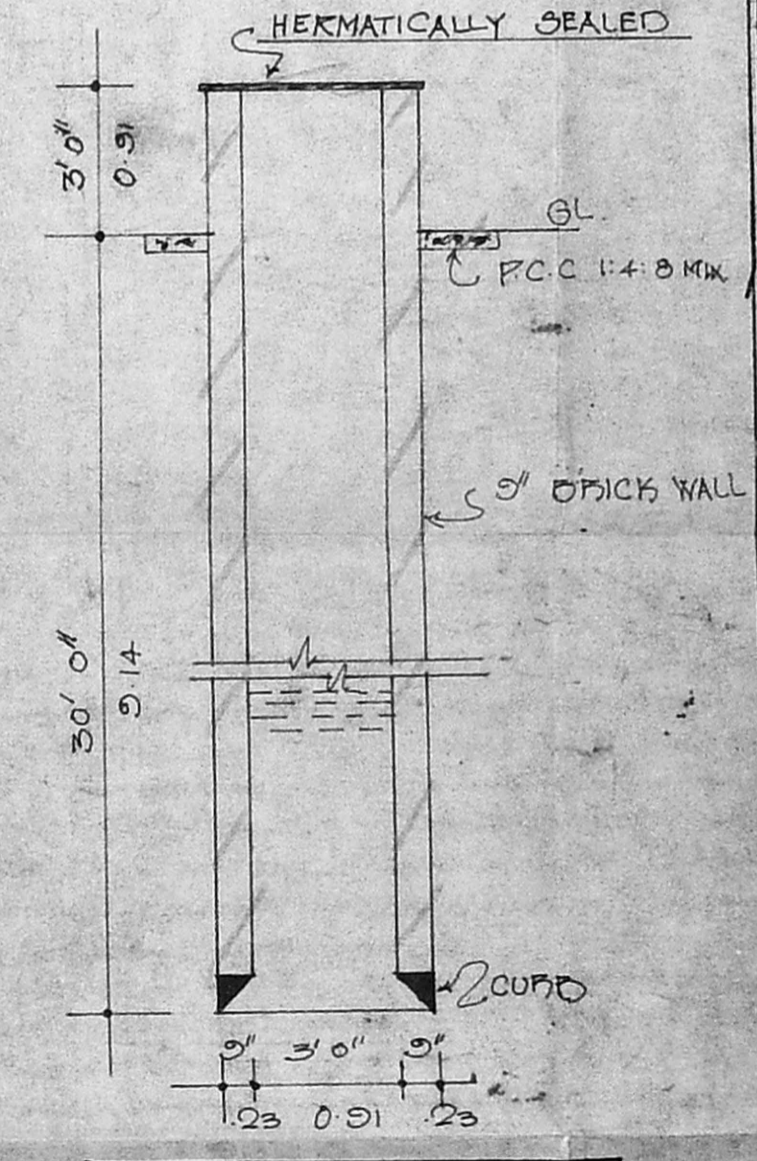 HERMATICALLY SEALED
3' 0"
0.91
GL.
P.C.C 1:4:8 MIX
9" BRICK WALL
30' 0"
9.14
CURB
9" 3' 0" 9"
.23 0.91 .23